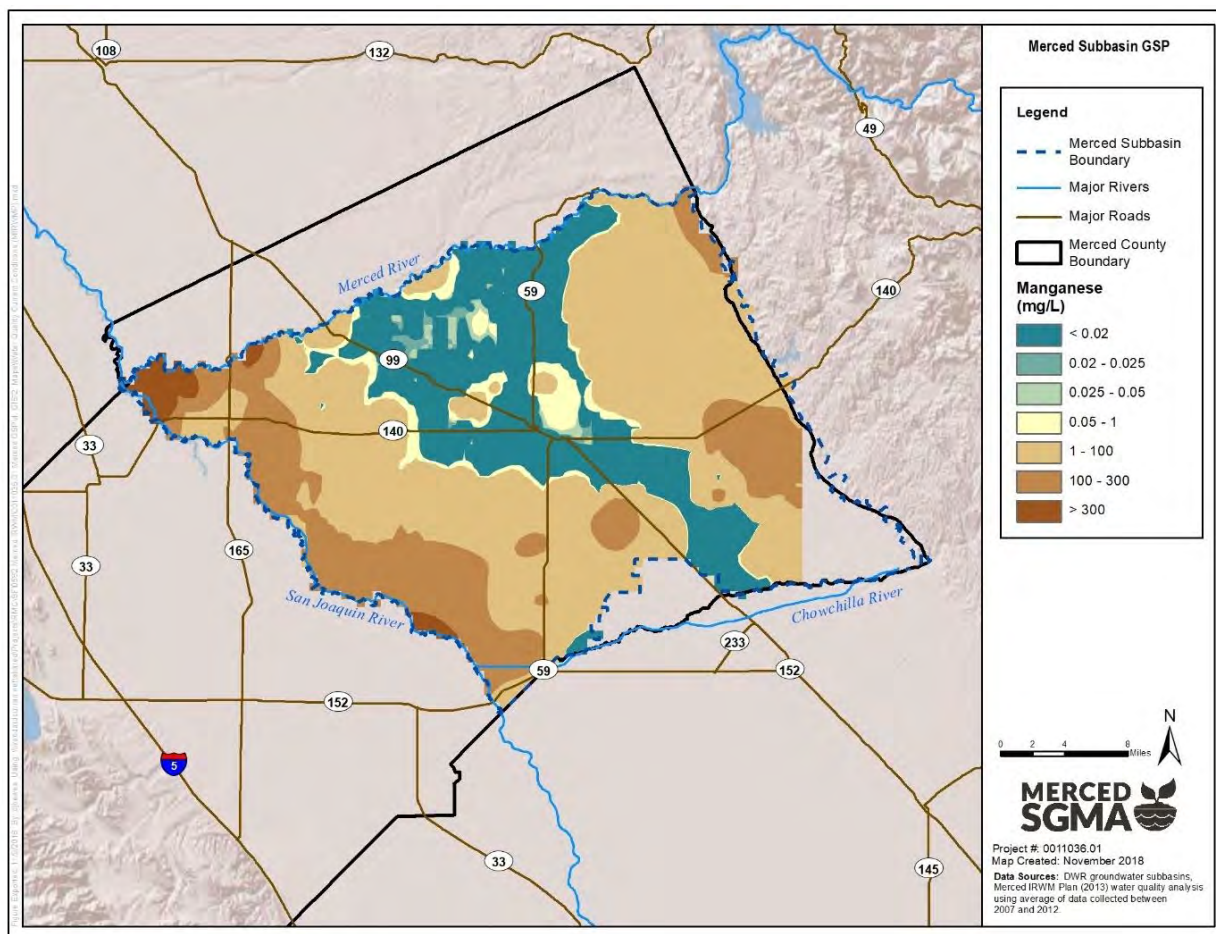 108
132
49
140
59
99
140
33
165
33
152
5
33
59
233
152
145
Merced River
San Joaquin River
Chowchilla River
Merced Subbasin GSP
Legend
Merced Subbasin
Boundary
Major Rivers
Major Roads
Merced County
Boundary
Manganese
(mg/L)
< 0.02
0.02 - 0.025
0.025 - 0.05
0.05 - 1
1 - 100
100 - 300
> 300
N
0 2 4 8
Miles
MERCED
SGMA
Project #: 0011036.01
Map Created: November 2018
Data Sources: DWR groundwater subbasins,
Merced IRWM Plan (2013) water quality analysis
using average of data collected between
2007 and 2012.